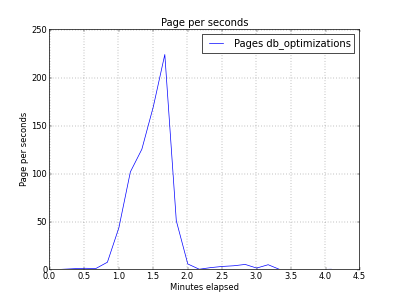 Page per seconds
Pages db_optimizations
Page per seconds
250
200
150
100
50
0
0.0 0.5 1.0 1.5 2.0 2.5 3.0 3.5 4.0 4.5
Minutes elapsed